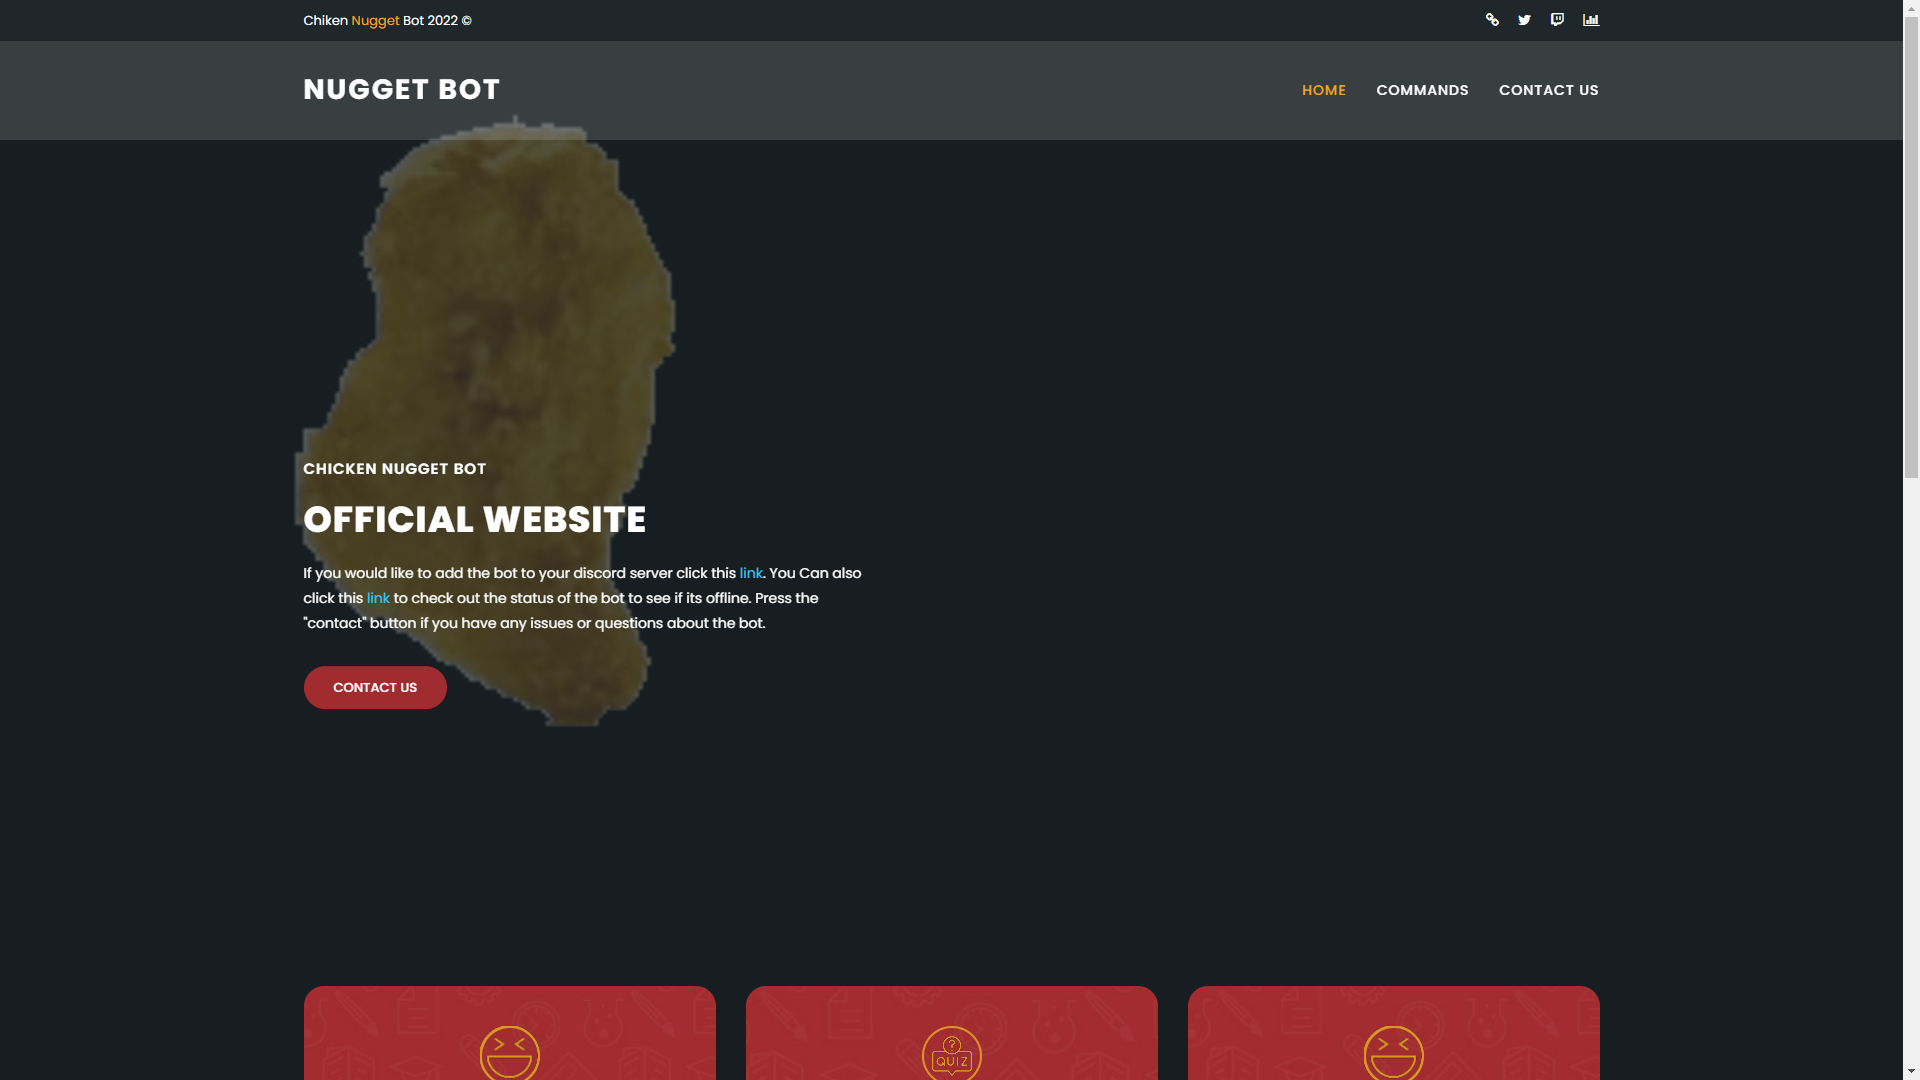 Chiken Nugget Bot 2022 ©
NUGGET BOT
HOME
COMMANDS
CONTACT US
CHICKEN NUGGET BOT
OFFICIAL WEBSITE
If you would like to add the bot to your discord server click this link. You Can also
click this link to check out the status of the bot to see if its offline. Press the
"contact" button if you have any issues or questions about the bot.
CONTACT US
?
QUIZ